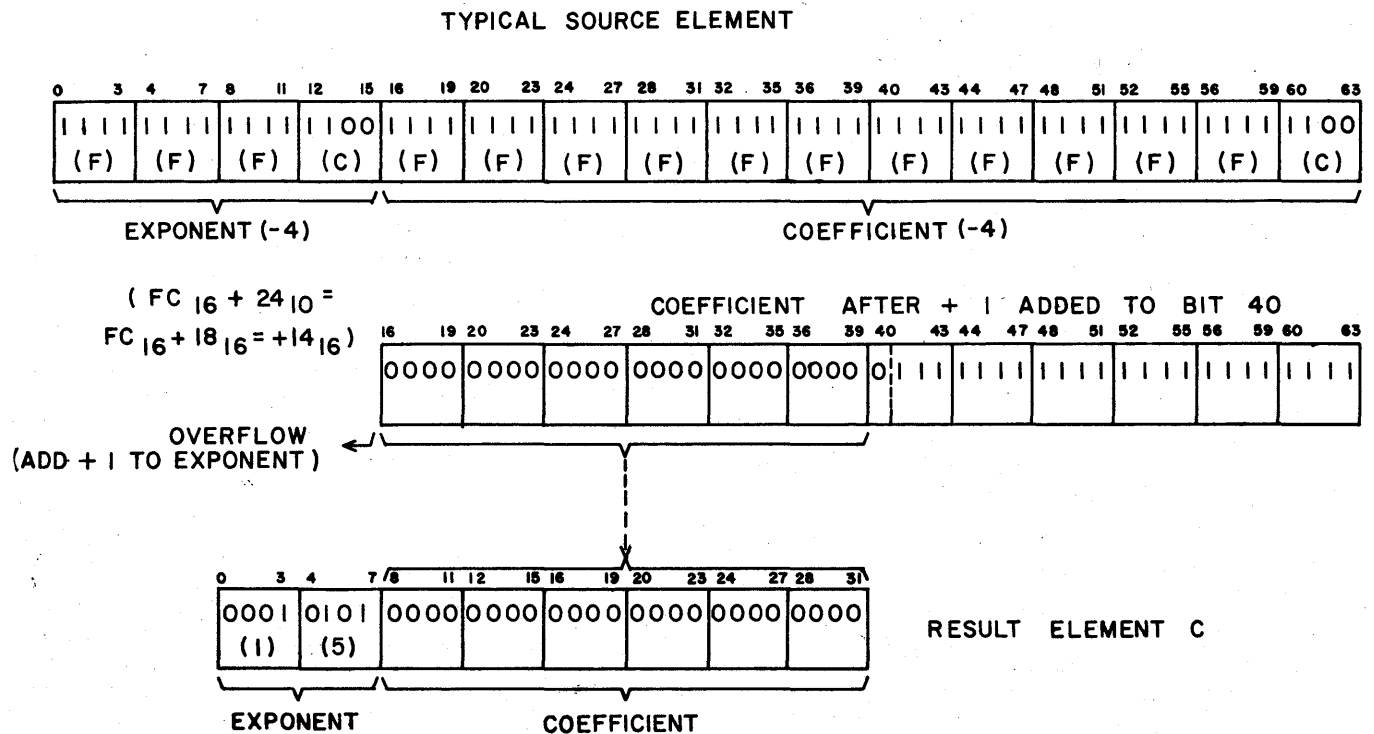 TYPICAL SOURCE ELEMENT
0 3 4 7 8 11 12 15 16 19 20 23 24 27 28 31 32 35 36 39 40 43 44 47 48 51 52 55 56 59 60 63
1111 1111 1111 1100 1111 1111 1111 1111 1111 1111 1111 1111 1111 1111 1111 1100
(F) (F) (F) (C) (F) (F) (F) (F) (F) (F) (F) (F) (F) (F) (F) (C)
EXPONENT (-4) COEFFICIENT (-4)
( FC 16 + 24 10 =
FC 16 + 18 16 = +14 16 )
COEFFICIENT AFTER + 1 ADDED TO BIT 40
16 19 20 23 24 27 28 31 32 35 36 39 40 43 44 47 48 51 52 55 56 59 60 63
0000 0000 0000 0000 0000 0000 0 111 1111 1111 1111 1111 1111
OVERFLOW
(ADD + 1 TO EXPONENT)
0 3 4 7 8 11 12 15 16 19 20 23 24 27 28 31
0001 0101 0000 0000 0000 0000 0000 0000
(1) (5)
RESULT ELEMENT C
EXPONENT COEFFICIENT